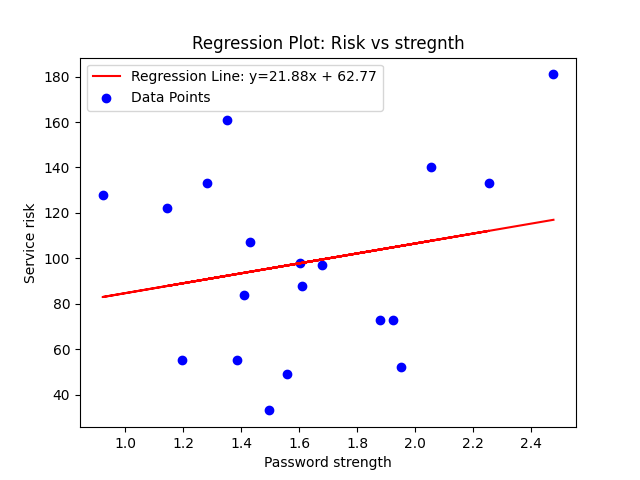 Regression Plot: Risk vs stregnth
Regression Line: y=21.88x + 62.77
Data Points
Service risk
180
160
140
120
100
80
60
40
1.0 1.2 1.4 1.6 1.8 2.0 2.2 2.4
Password strength